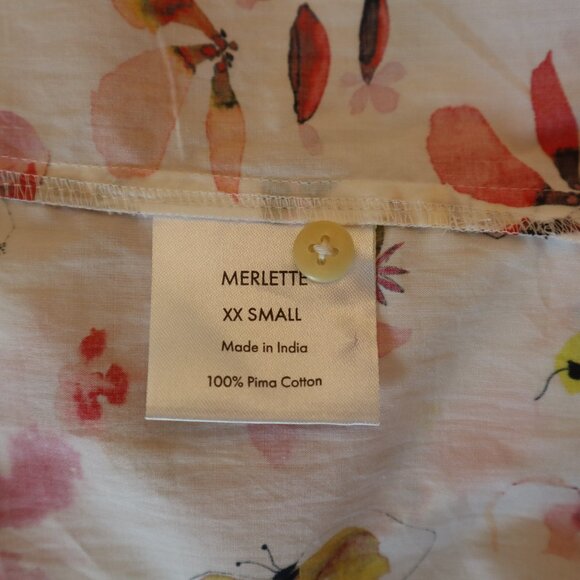 MERLETTE
XX SMALL
Made in India
100% Pima Cotton